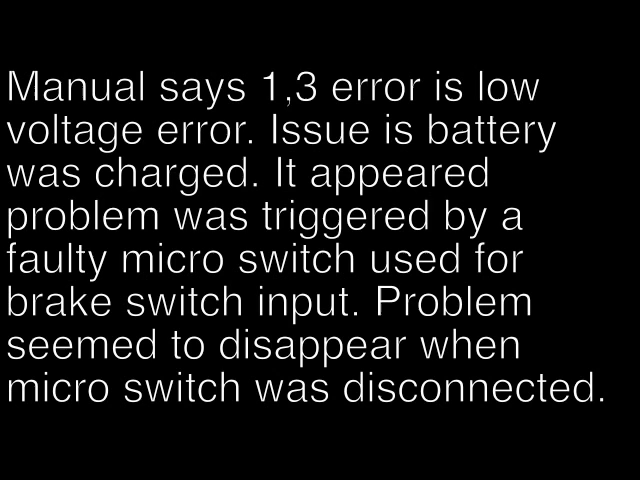 Manual says 1,3 error is low
voltage error. Issue is battery
was charged. It appeared
problem was triggered by a
faulty micro switch used for
brake switch input. Problem
seemed to disappear when
micro switch was disconnected.